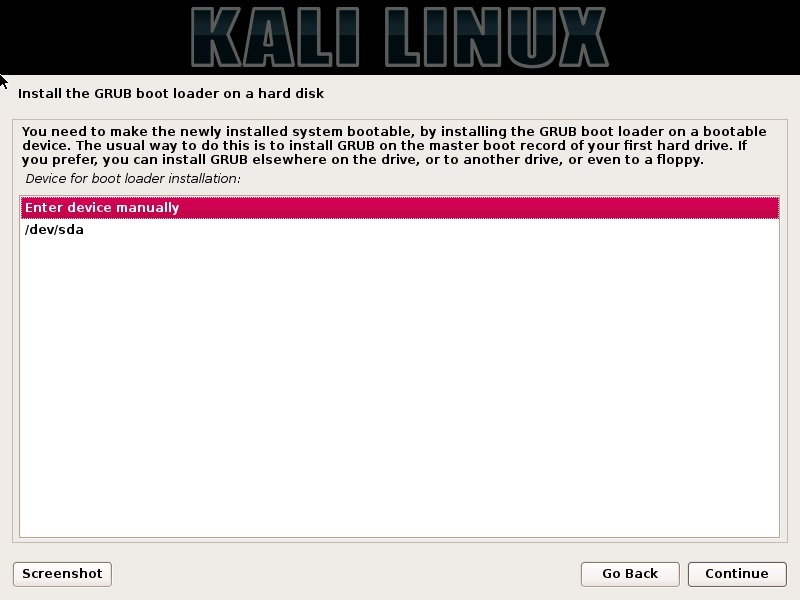 KALI LINUX
Install the GRUB boot loader on a hard disk
You need to make the newly installed system bootable, by installing the GRUB boot loader on a bootable
device. The usual way to do this is to install GRUB on the master boot record of your first hard drive. If
you prefer, you can install GRUB elsewhere on the drive, or to another drive, or even to a floppy.
Device for boot loader installation:
Enter device manually
/dev/sda
Screenshot
Go Back
Continue